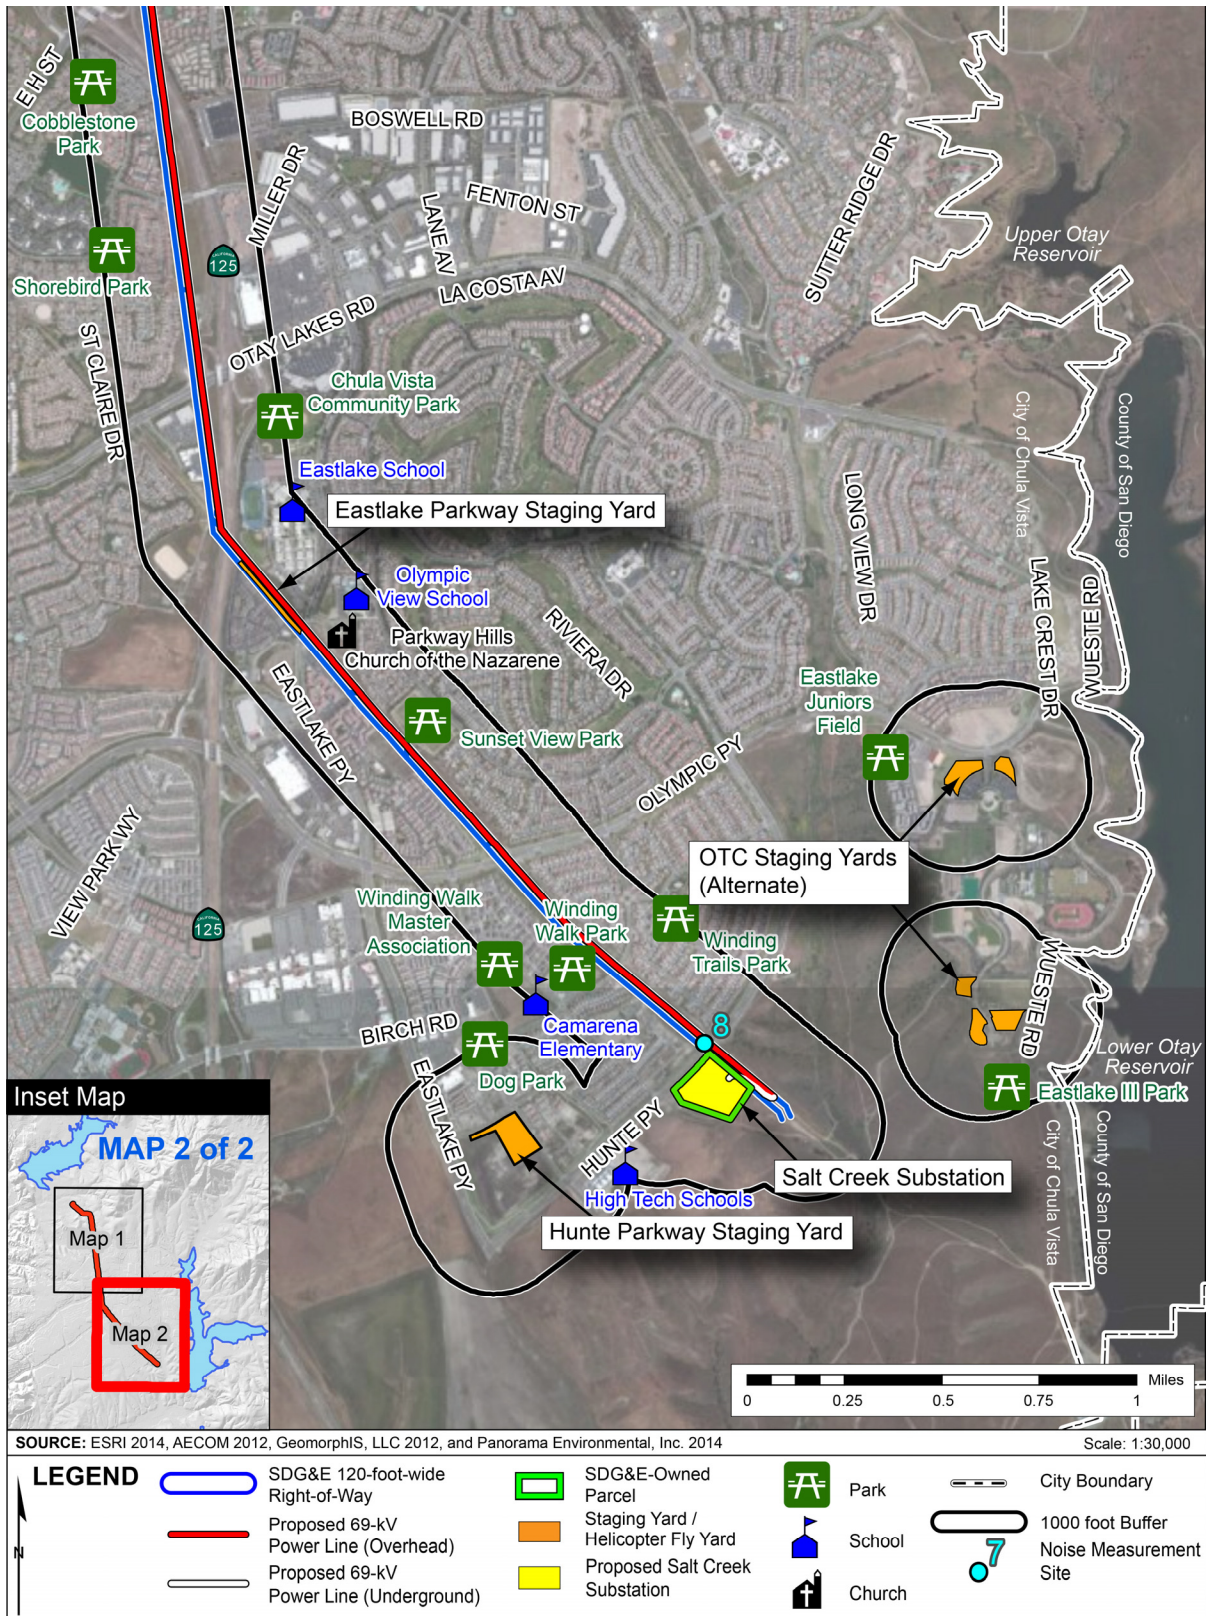 E H ST
Cobblestone
Park
BOSWELL RD
MILLER DR
FENTON ST
LANE AV
SUTTER RIDGE DR
Upper Otay
Reservoir
CALIFORNIA
125
Shorebird Park
LA COSTA AV
OTAY LAKES RD
ST CLAIRE DR
Chula Vista
Community Park
City of Chula Vista
County of San Diego
Eastlake School
Eastlake Parkway Staging Yard
LONG VIEW DR
Olympic
View School
LAKE CREST DR
WUESTE RD
Parkway Hills
Church of the Nazarene
RIVIERA DR
EASTLAKE PY
Eastlake
Juniors
Field
Sunset View Park
OLYMPIC PY
VIEW PARK WY
OTC Staging Yards
(Alternate)
Winding Walk
Master
Association
Winding
Walk Park
CALIFORNIA
125
Winding
Trails Park
WUESTE RD
8
BIRCH RD
Camarena
Elementary
Lower Otay
Reservoir
EASTLAKE PY
Dog Park
Eastlake III Park
HUNTE PY
City of Chula Vista
County of San Diego
Salt Creek Substation
High Tech Schools
Hunte Parkway Staging Yard
Inset Map
MAP 2 of 2
Map 1
Map 2
Miles
0 0.25 0.5 0.75 1
SOURCE: ESRI 2014, AECOM 2012, GeomorphIS, LLC 2012, and Panorama Environmental, Inc. 2014
Scale: 1:30,000
LEGEND
N
SDG&E 120-foot-wide
Right-of-Way
Proposed 69-kV
Power Line (Overhead)
Proposed 69-kV
Power Line (Underground)
SDG&E-Owned
Parcel
Staging Yard /
Helicopter Fly Yard
Proposed Salt Creek
Substation
Park
School
Church
City Boundary
1000 foot Buffer
7
Noise Measurement
Site